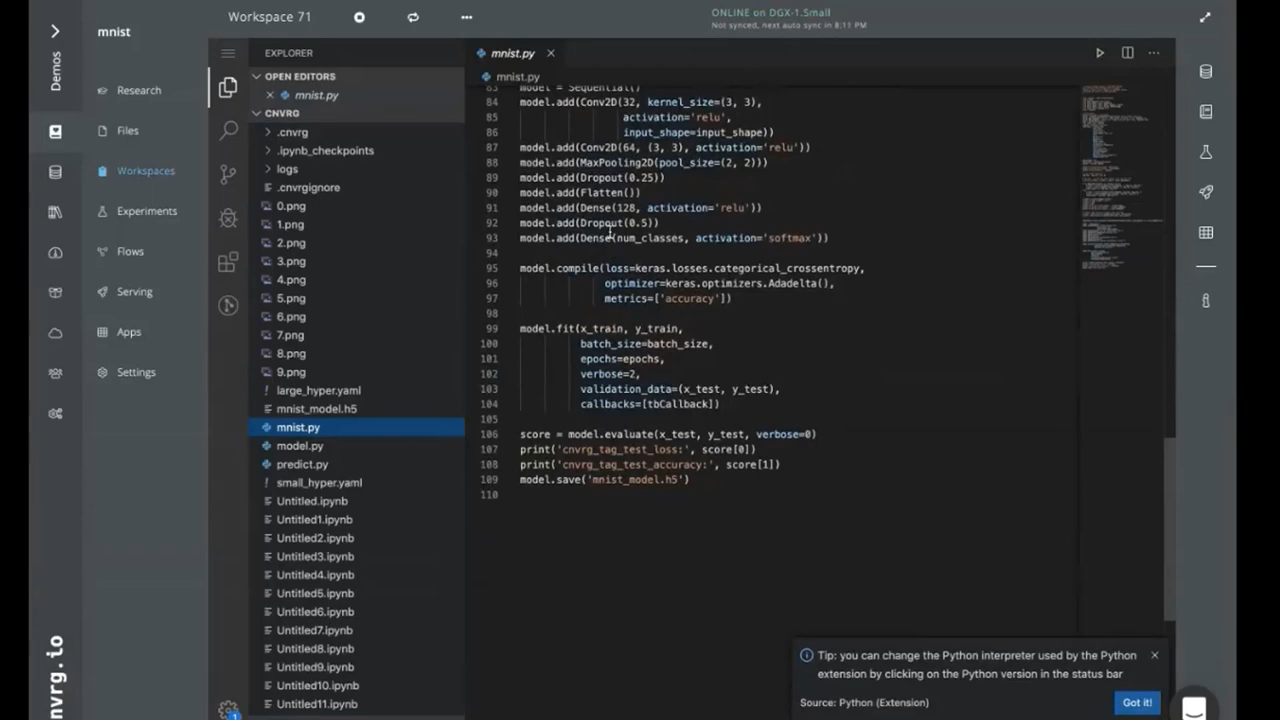 Workspace 71
ONLINE on DGX-1.Small
Not synced, next auto sync in 8:11 PM
Demos
mnist
Research
Files
Workspaces
Experiments
Flows
Serving
Apps
Settings
nvrg.io
EXPLORER
OPEN EDITORS
mnist.py
CNVRG
.cnvrg
.ipynb_checkpoints
logs
.cnvrgignore
0.png
1.png
2.png
3.png
4.png
5.png
6.png
7.png
8.png
9.png
large_hyper.yaml
mnist_model.h5
mnist.py
model.py
predict.py
small_hyper.yaml
Untitled.ipynb
Untitled1.ipynb
Untitled2.ipynb
Untitled3.ipynb
Untitled4.ipynb
Untitled5.ipynb
Untitled6.ipynb
Untitled7.ipynb
Untitled8.ipynb
Untitled9.ipynb
Untitled10.ipynb
Untitled11.ipynb
1
mnist.py
mnist.py
83 model = Sequential()
84 model.add(Conv2D(32, kernel_size=(3, 3),
85 activation='relu',
86 input_shape=input_shape))
87 model.add(Conv2D(64, (3, 3), activation='relu'))
88 model.add(MaxPooling2D(pool_size=(2, 2)))
89 model.add(Dropout(0.25))
90 model.add(Flatten())
91 model.add(Dense(128, activation='relu'))
92 model.add(Dropout(0.5))
93 model.add(Dense(num_classes, activation='softmax'))
94
95 model.compile(loss=keras.losses.categorical_crossentropy,
96 optimizer=keras.optimizers.Adadelta(),
97 metrics=['accuracy'])
98
99 model.fit(x_train, y_train,
100 batch_size=batch_size,
101 epochs=epochs,
102 verbose=2,
103 validation_data=(x_test, y_test),
104 callbacks=[tbCallback])
105
106 score = model.evaluate(x_test, y_test, verbose=0)
107 print('cnvrg_tag_test_loss:', score[0])
108 print('cnvrg_tag_test_accuracy:', score[1])
109 model.save('mnist_model.h5')
110
Tip: you can change the Python interpreter used by the Python
extension by clicking on the Python version in the status bar
Source: Python (Extension)
Got it!